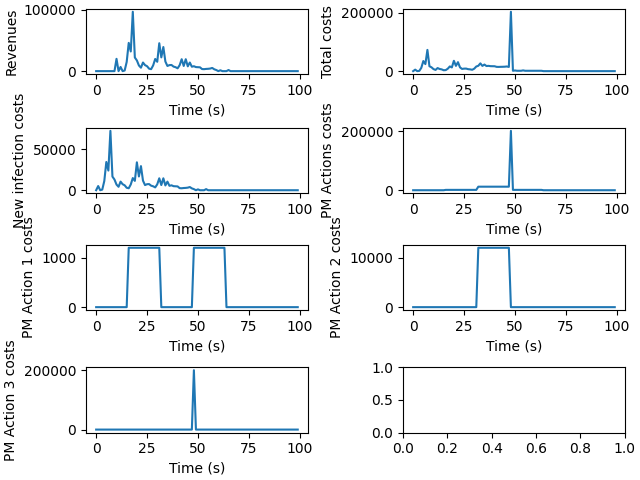 Revenues
100000
0
0 25 50 75 100
Time (s)
Total costs
200000
0
0 25 50 75 100
Time (s)
New infection costs
50000
0
0 25 50 75 100
Time (s)
PM Actions costs
200000
0
0 25 50 75 100
Time (s)
PM Action 1 costs
1000
0
0 25 50 75 100
Time (s)
PM Action 2 costs
10000
0
0 25 50 75 100
Time (s)
PM Action 3 costs
200000
0
0 25 50 75 100
Time (s)
1.0
0.5
0.0
0.0 0.2 0.4 0.6 0.8 1.0